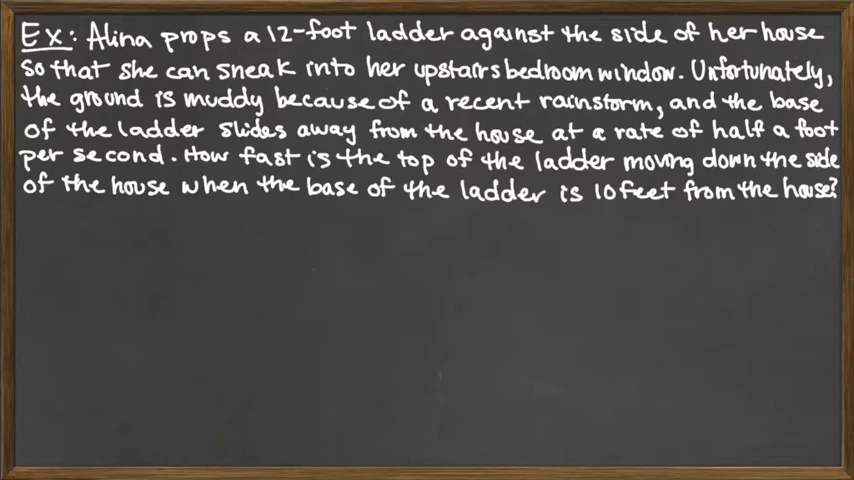 Ex: Alina props a 12-foot ladder against the side of her house
so that she can sneak into her upstairs bedroom window. Unfortunately,
the ground is muddy because of a recent rainstorm, and the base
of the ladder slides away from the house at a rate of half a foot
per second. How fast is the top of the ladder moving down the side
of the house when the base of the ladder is 10 feet from the house?